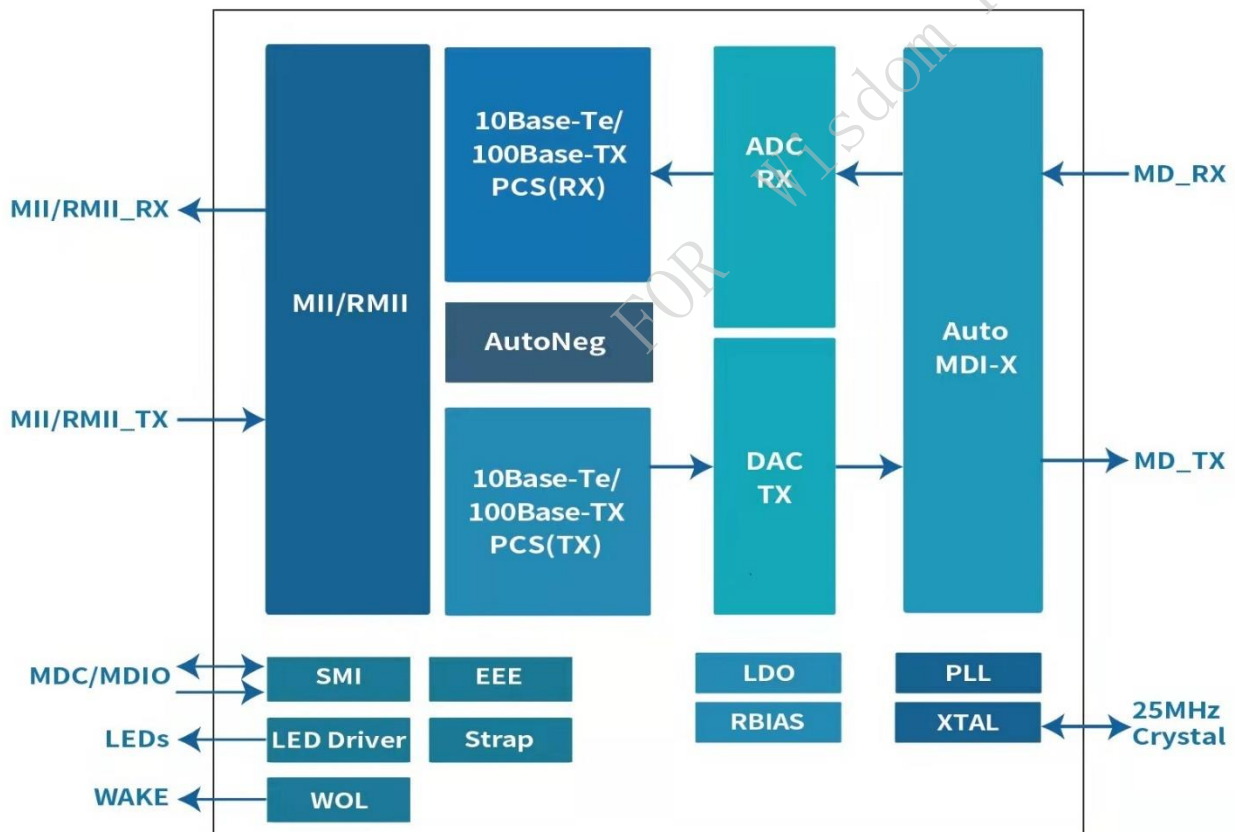 10Base-Te/
100Base-TX
PCS(RX)
ADC
RX
MD_RX
MII/RMII_RX
MII/RMII
AutoNeg
Auto
MDI-X
MII/RMII_TX
10Base-Te/
100Base-TX
PCS(TX)
DAC
TX
MD_TX
MDC/MDIO
SMI
EEE
LDO
PLL
LEDs
LED Driver
Strap
RBIAS
XTAL
25MHz
Crystal
WAKE
WOL
FOR Wisdom